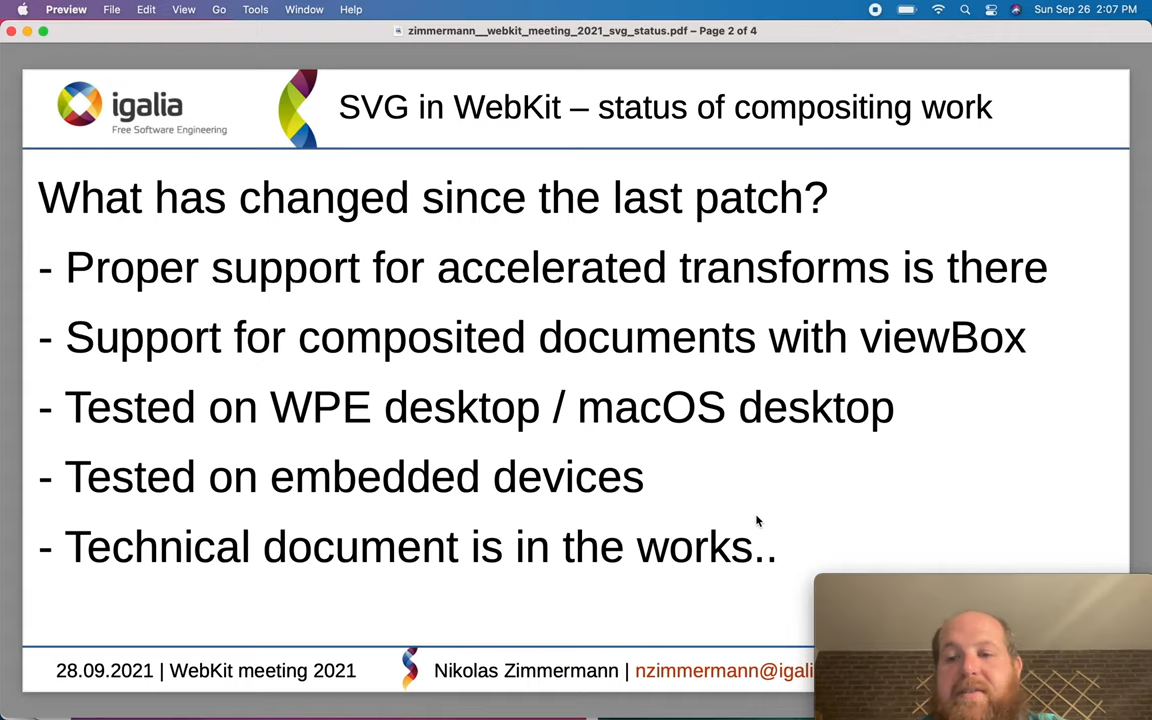 Preview File Edit View Go Tools Window Help Sun Sep 26 2:07 PM
zimmermann__webkit_meeting_2021_svg_status.pdf – Page 2 of 4
igalia
Free Software Engineering
SVG in WebKit – status of compositing work
What has changed since the last patch?
- Proper support for accelerated transforms is there
- Support for composited documents with viewBox
- Tested on WPE desktop / macOS desktop
- Tested on embedded devices
- Technical document is in the works..
28.09.2021 | WebKit meeting 2021 Nikolas Zimmermann | nzimmermann@igali